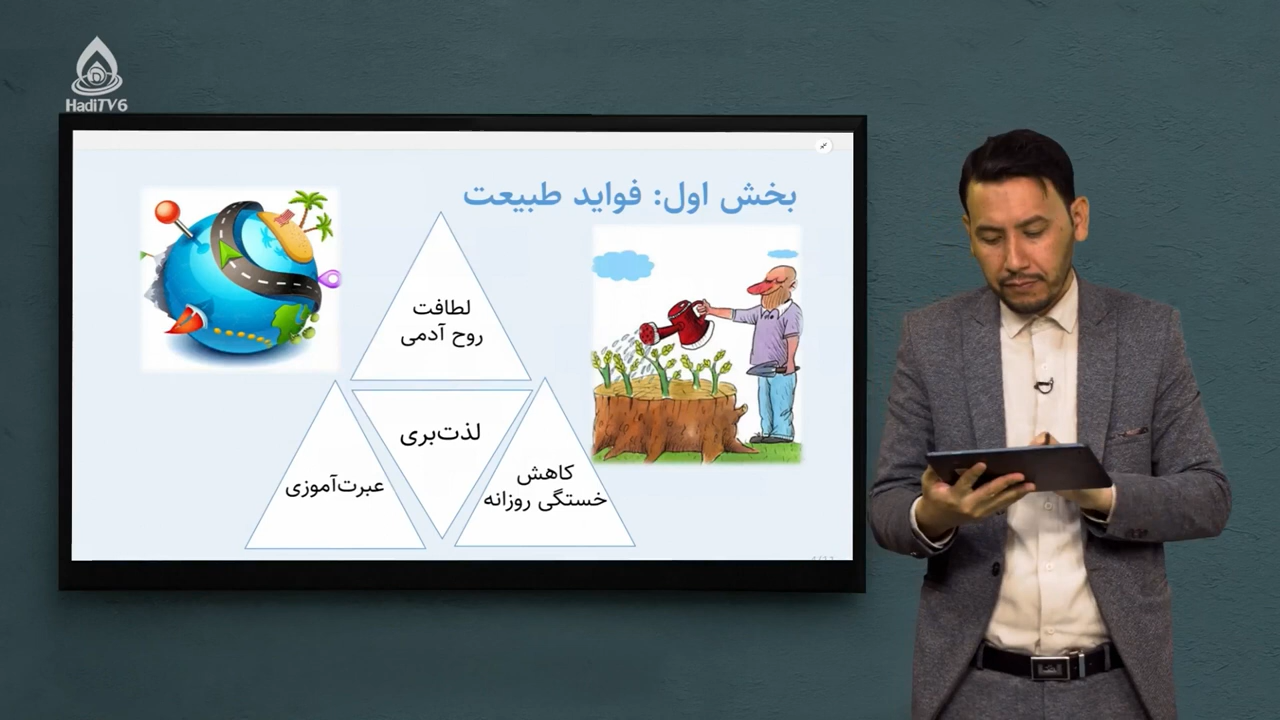 HadiTV6
بخش اول: فواید طبیعت
لطافت
روح آدمی
لذت‌بری
کاهش
خستگی روزانه
عبرت‌آموزی